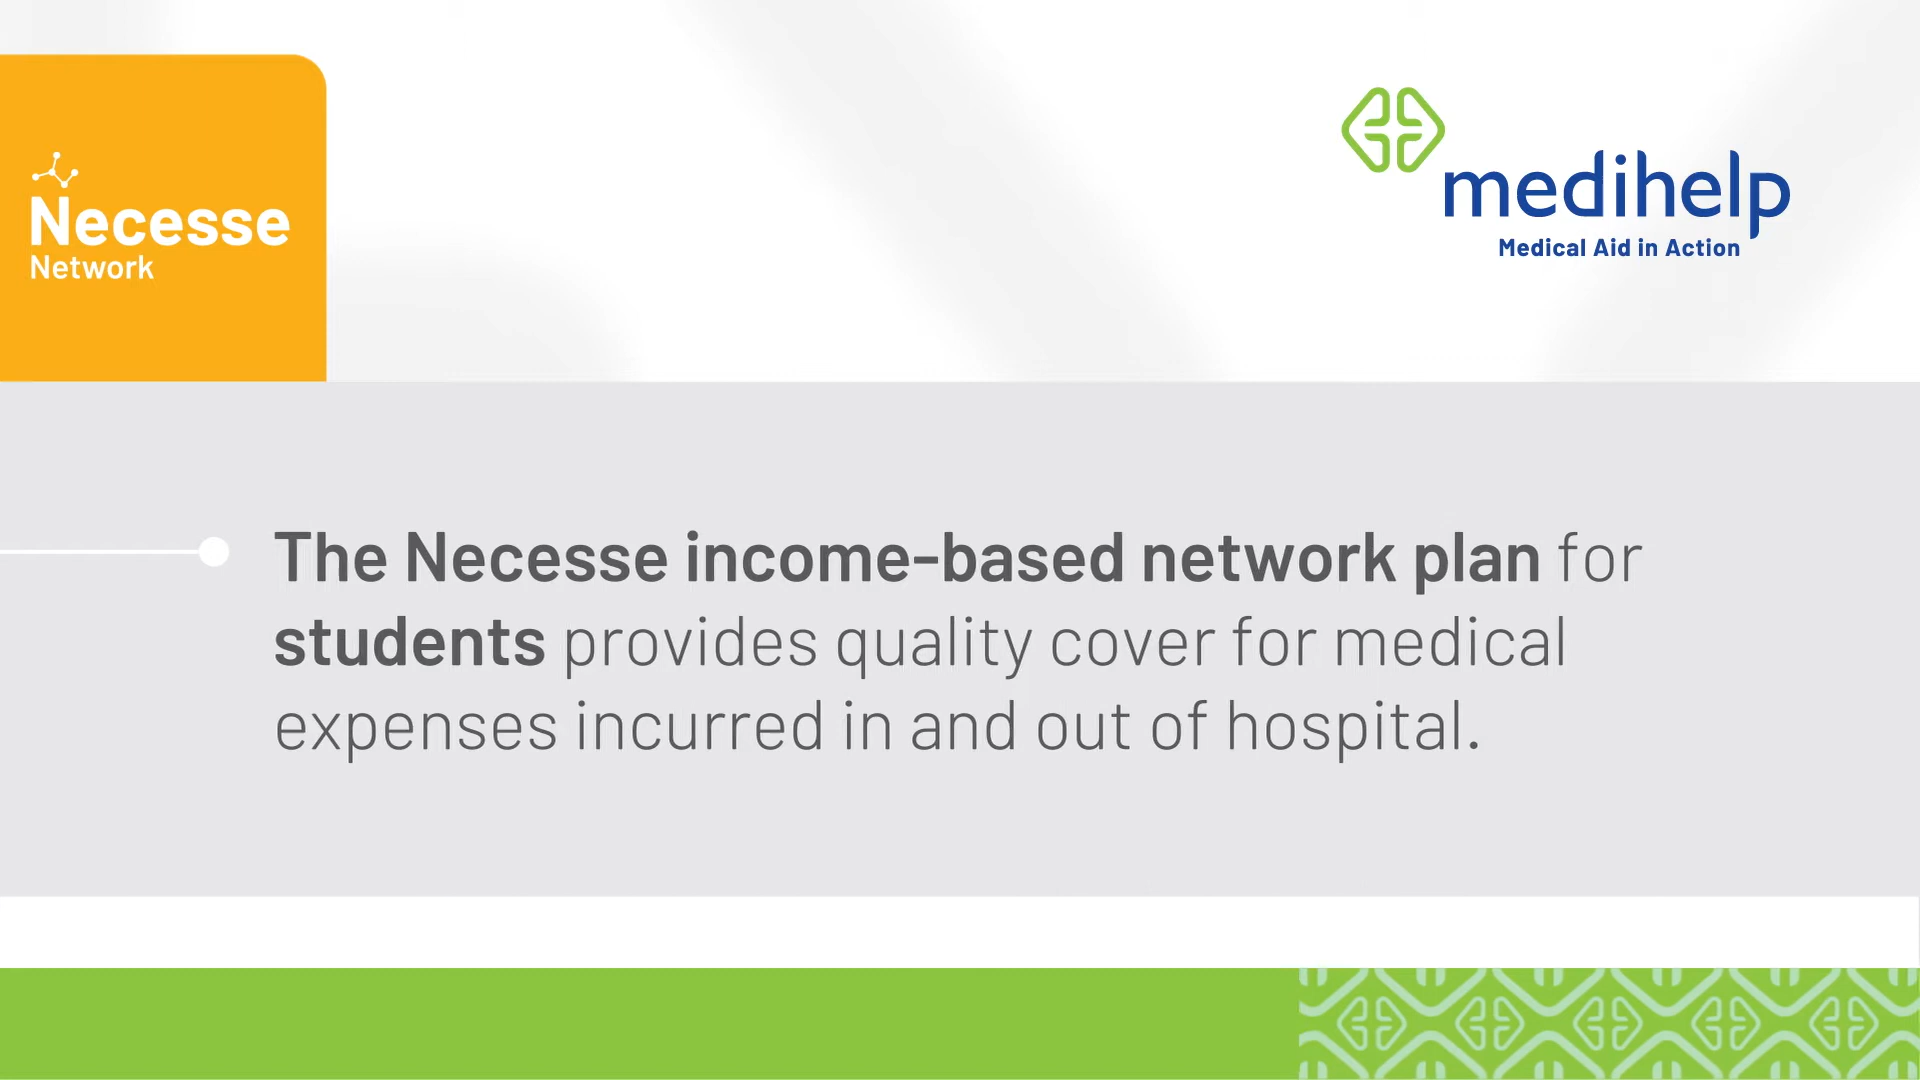 Necesse
Network
medihelp
Medical Aid in Action
The Necesse income-based network plan for
students provides quality cover for medical
expenses incurred in and out of hospital.